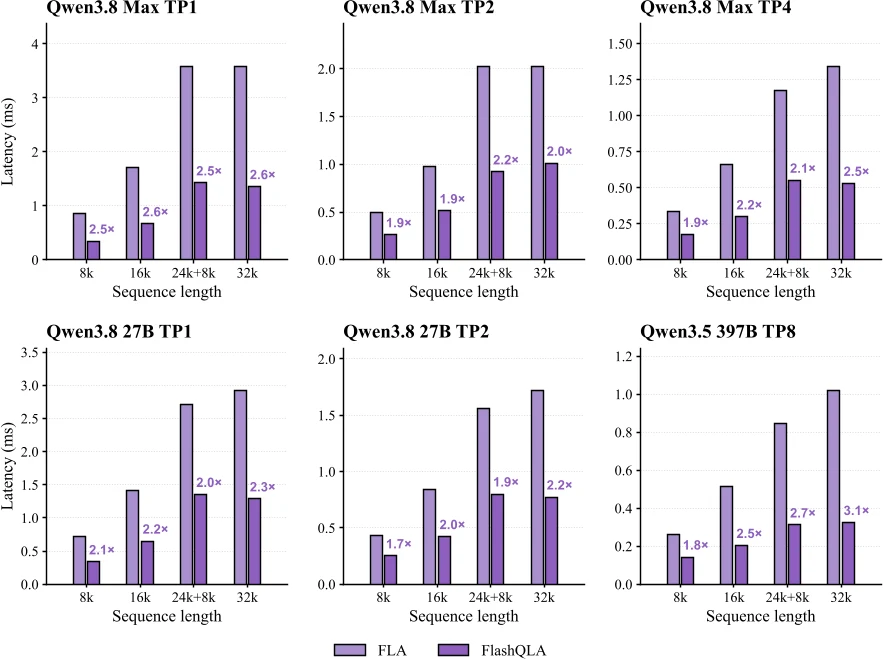 Qwen3.8 Max TP1
Qwen3.8 Max TP2
Qwen3.8 Max TP4
Latency (ms)
4
3
2
1
0
2.5×
2.6×
2.5×
2.6×
8k
16k
24k+8k
32k
Sequence length
2.0
1.5
1.0
0.5
0.0
1.9×
1.9×
2.2×
2.0×
8k
16k
24k+8k
32k
Sequence length
1.50
1.25
1.00
0.75
0.50
0.25
0.00
1.9×
2.2×
2.1×
2.5×
8k
16k
24k+8k
32k
Sequence length
Qwen3.8 27B TP1
Qwen3.8 27B TP2
Qwen3.5 397B TP8
Latency (ms)
3.5
3.0
2.5
2.0
1.5
1.0
0.5
0.0
2.1×
2.2×
2.0×
2.3×
8k
16k
24k+8k
32k
Sequence length
2.0
1.5
1.0
0.5
0.0
1.7×
2.0×
1.9×
2.2×
8k
16k
24k+8k
32k
Sequence length
1.2
1.0
0.8
0.6
0.4
0.2
0.0
1.8×
2.5×
2.7×
3.1×
8k
16k
24k+8k
32k
Sequence length
FLA
FlashQLA